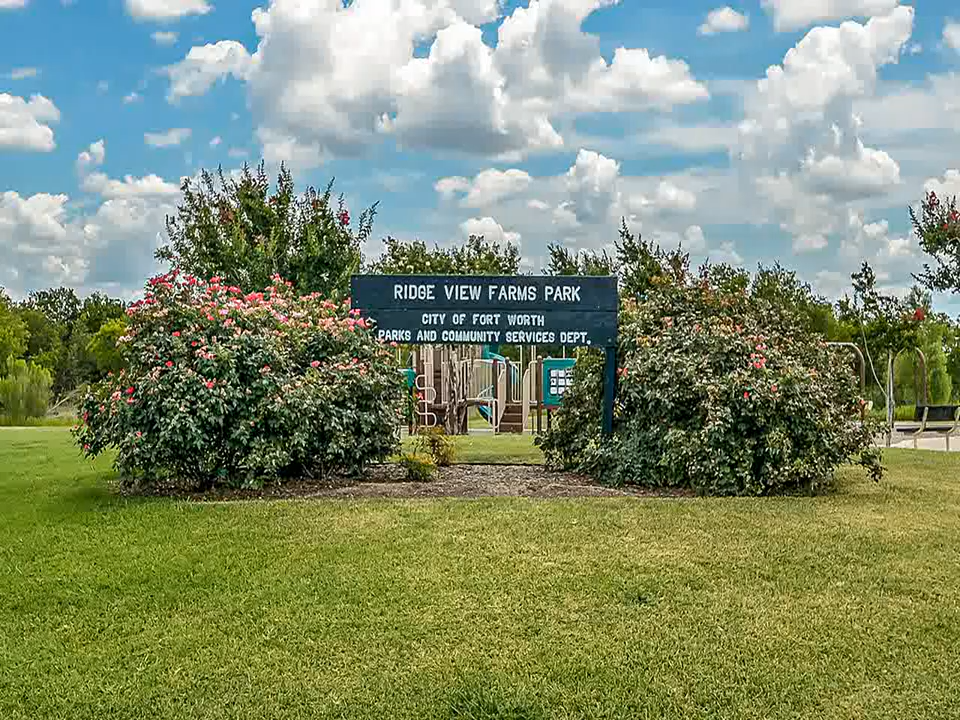 RIDGE VIEW FARMS PARK
CITY OF FORT WORTH
PARKS AND COMMUNITY SERVICES DEPT.